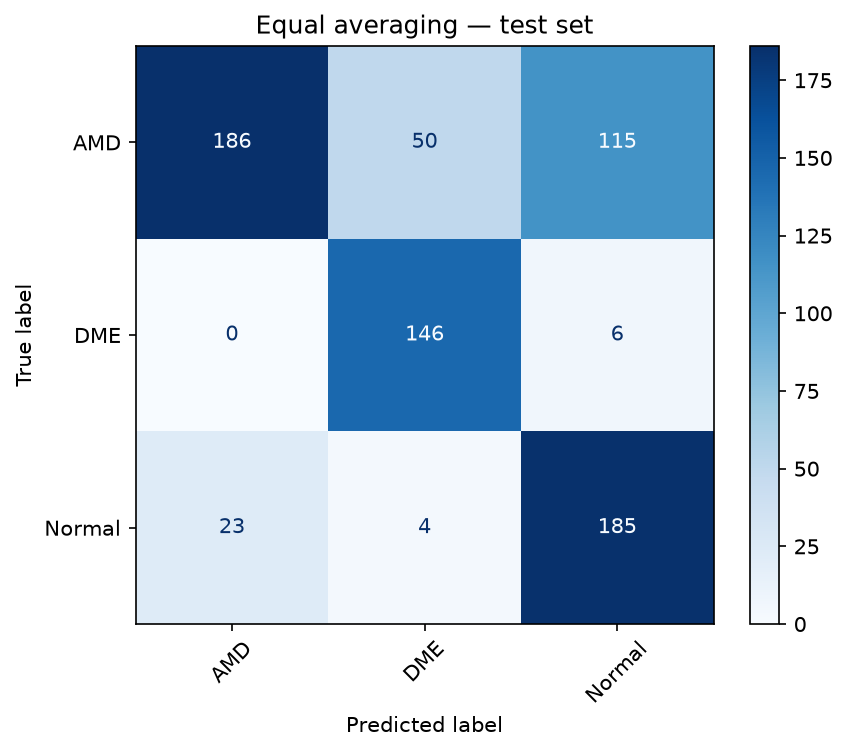 Equal averaging — test set
True label
AMD
186 50 115
DME
0 146 6
Normal
23 4 185
AMD DME Normal
Predicted label
175
150
125
100
75
50
25
0